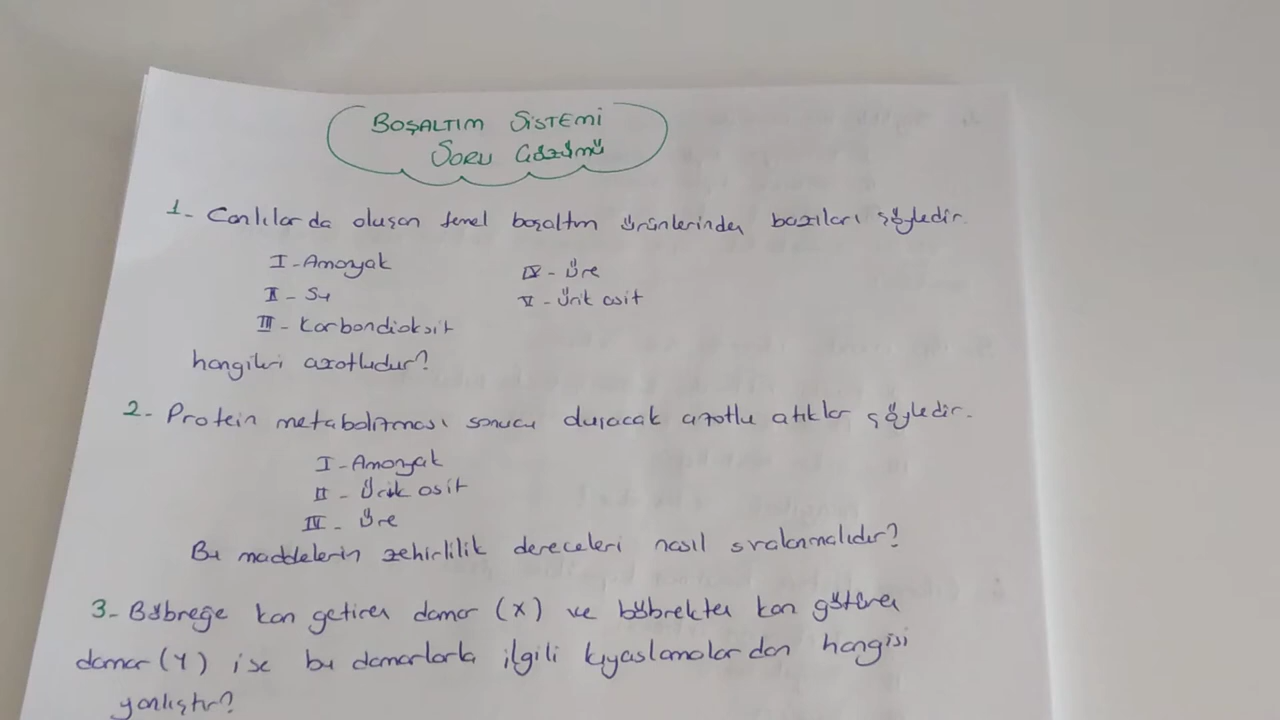 BOŞALTIM SİSTEMİ
SORU ÇÖZÜMÜ
1- Canlılarda oluşan temel boşaltım ürünlerinden bazıları şöyledir.
I - Amonyak
IV - Üre
II - Su
V - Ürik asit
III - Karbondioksit
hangileri azotludur?
2- Protein metabolizması sonucu oluşacak azotlu atıklar şöyledir.
I - Amonyak
II - Ürik asit
IV - Üre
Bu maddelerin zehirlilik dereceleri nasıl sıralanmalıdır?
3- Böbreğe kan getiren damar (X) ve böbrekten kan götüren
damar (Y) ise bu damarlarla ilgili kıyaslamalardan hangisi
yanlıştır?